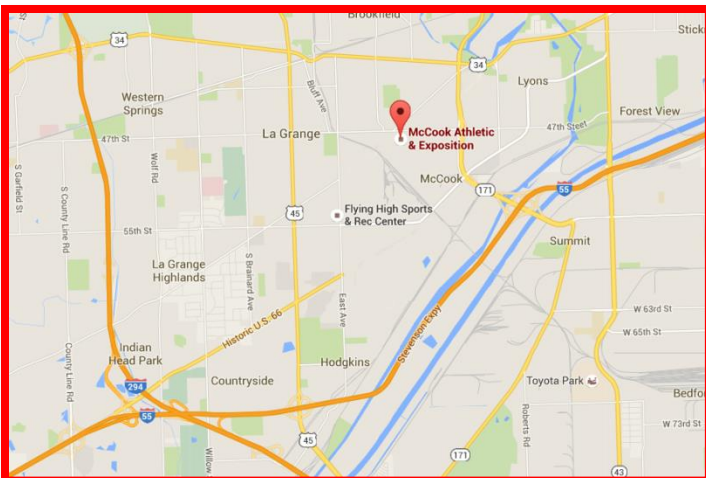 Brookfield
34
Stick
34
Lyons
Western
Springs
Bluff Ave
Forest View
La Grange
McCook Athletic
& Exposition
47th Street
47th St
Wolf Rd
S Garfield St
S County Line Rd
McCook
171
55
45
Flying High Sports
& Rec Center
55th St
Summit
La Grange
Highlands
S Brainard Ave
East Ave
Historic U.S. 66
Stevenson Expy
W 63rd St
W 65th St
Indian
Head Park
County Line Rd
Hodgkins
294
Countryside
Toyota Park
Bedfo
55
Roberts Rd
W 73rd St
45
Willow
171
43